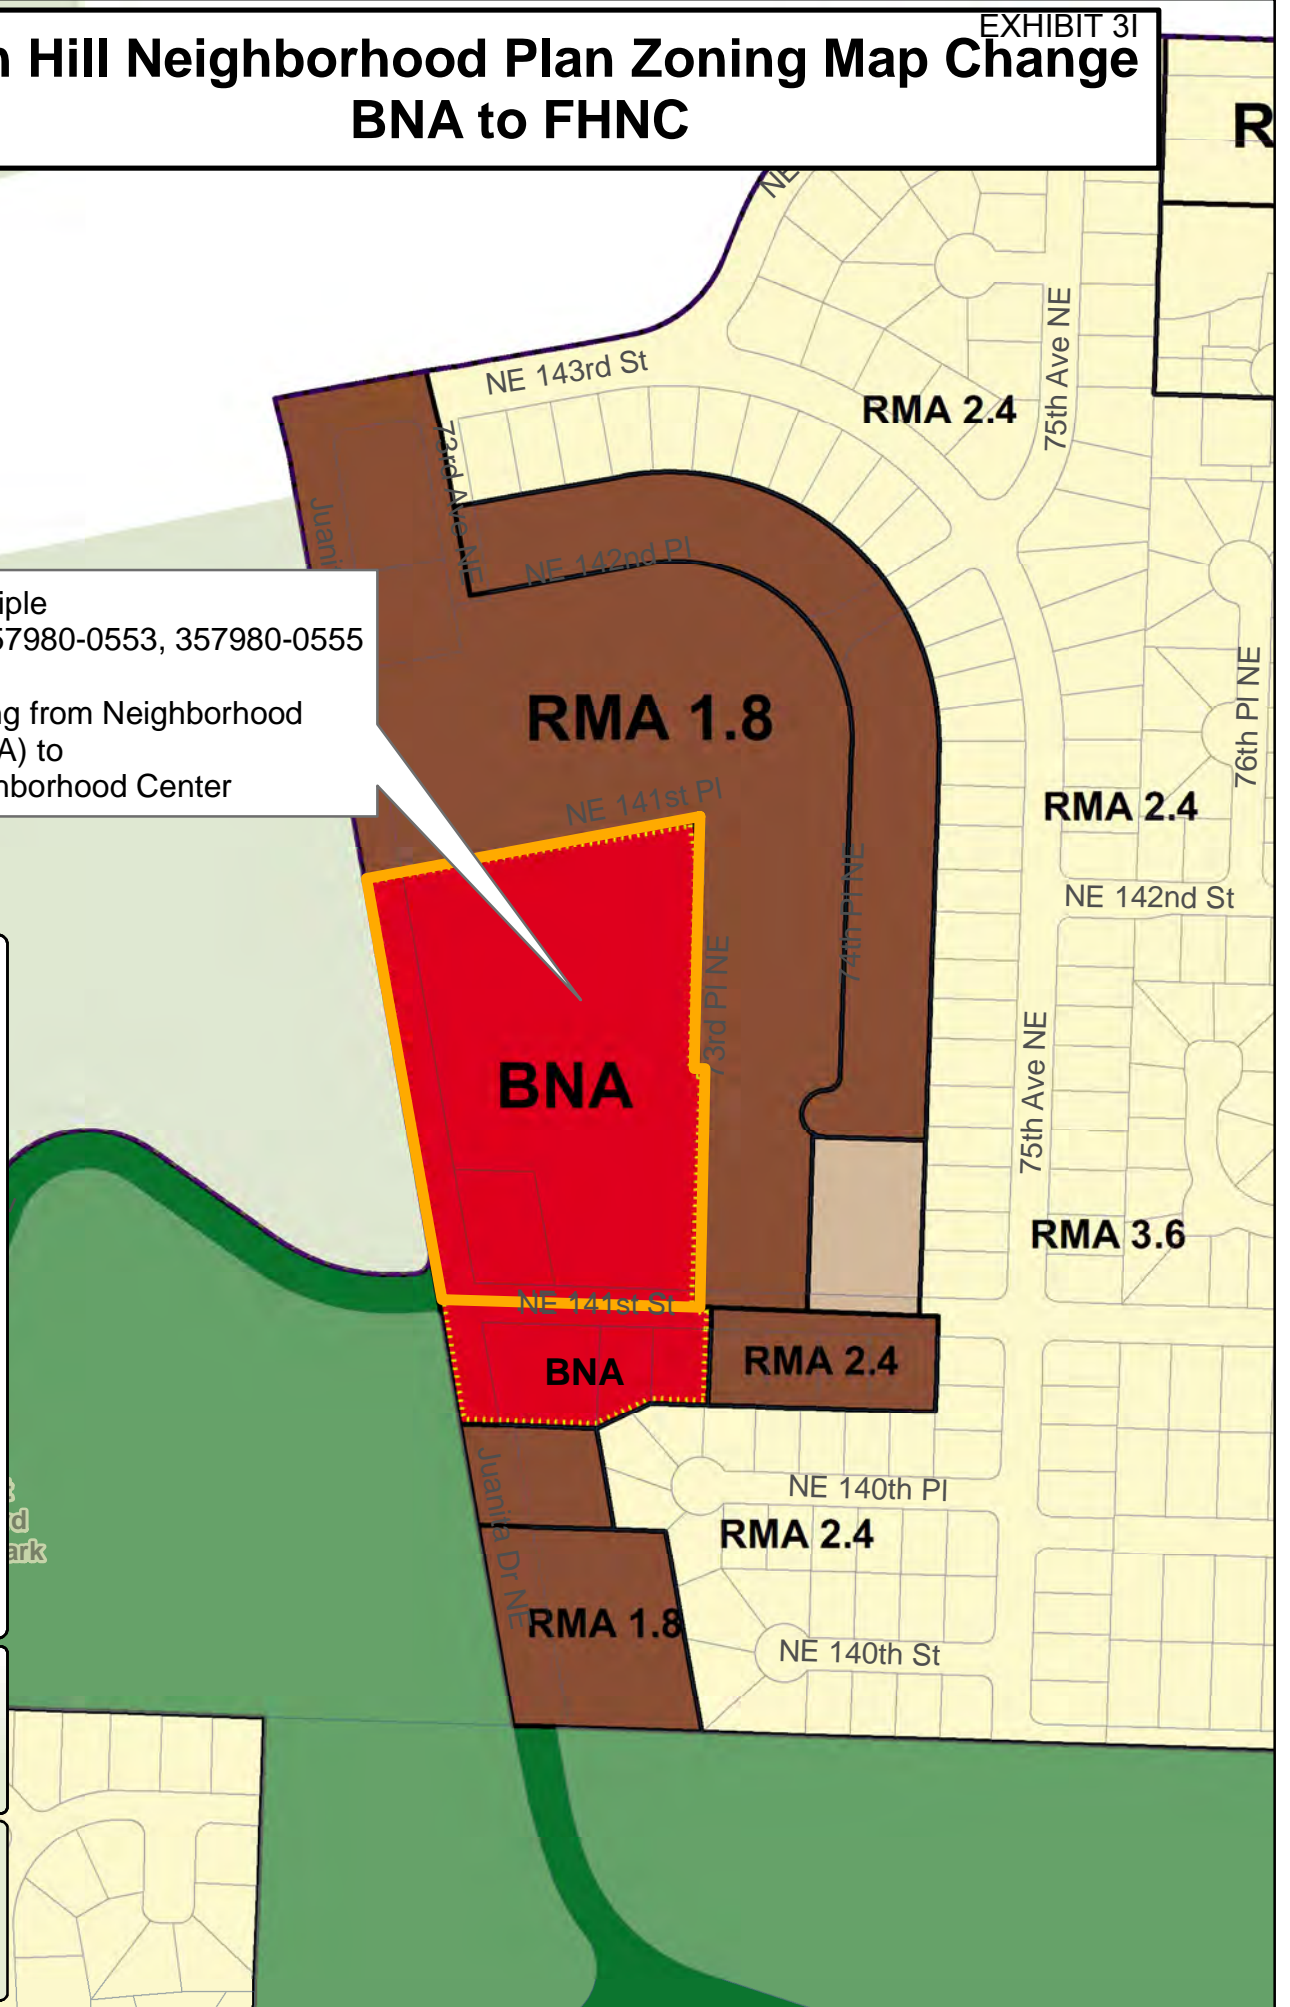 EXHIBIT 3I
Hill Neighborhood Plan Zoning Map Change
BNA to FHNC
R
NE
NE 143rd St
75th Ave NE
RMA 2.4
73rd Ave NE
NE 142nd Pl
57980-0553, 357980-0555
from Neighborhood
to
Center
RMA 1.8
76th Pl NE
NE 141st Pl
RMA 2.4
74th Pl NE
NE 142nd St
73rd Pl NE
BNA
75th Ave NE
RMA 3.6
NE 141st St
BNA
RMA 2.4
Juanita Dr NE
NE 140th Pl
RMA 2.4
RMA 1.8
NE 140th St